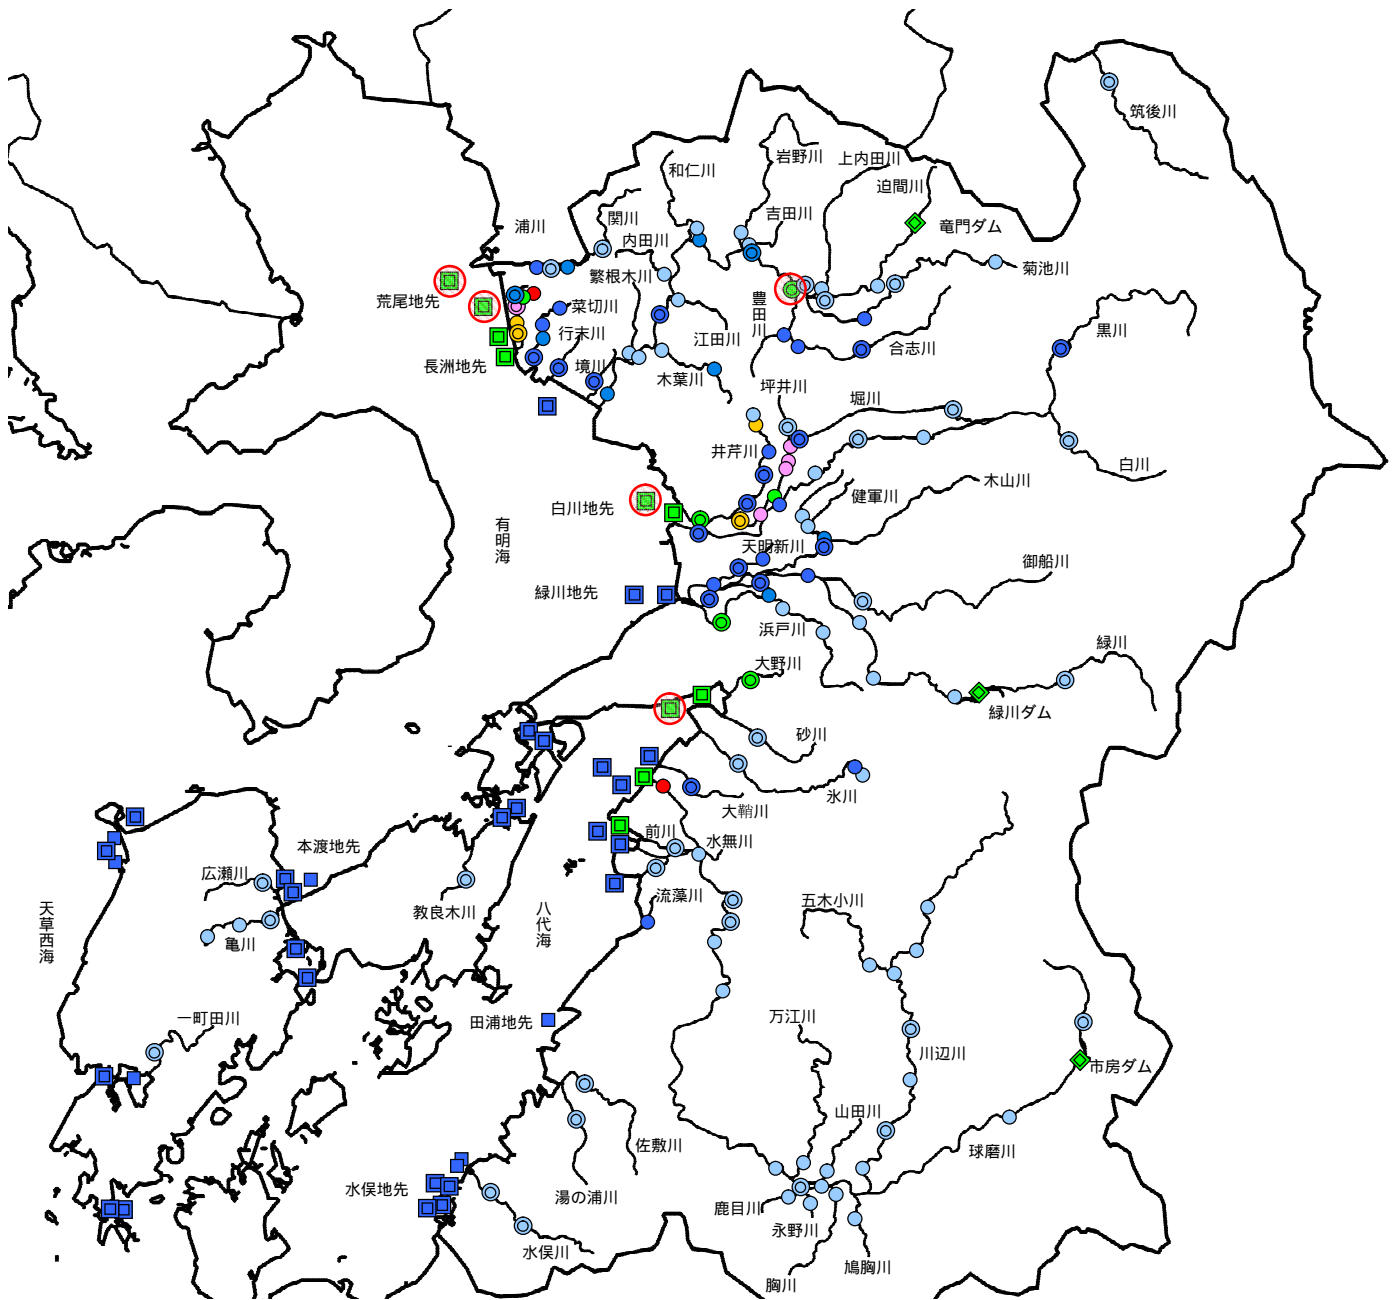 筑後川
岩野川
上内田川
和仁川
迫間川
吉田川
関川
浦川
竜門ダム
内田川
菊池川
繁根木川
荒尾地先
菜切川
豊田川
黒川
行末川
江田川
合志川
長洲地先
境川
木葉川
坪井川
堀川
井芹川
白川
木山川
健軍川
白川地先
有明海
天明新川
御船川
緑川地先
浜戸川
緑川
大野川
緑川ダム
砂川
氷川
大鞘川
前川
水無川
本渡地先
広瀬川
流藻川
五木小川
教良木川
八代海
天草西海
亀川
一町田川
田浦地先
万江川
川辺川
市房ダム
山田川
佐敷川
球磨川
水俣地先
湯の浦川
鹿目川
永野川
水俣川
鳩胸川
胸川